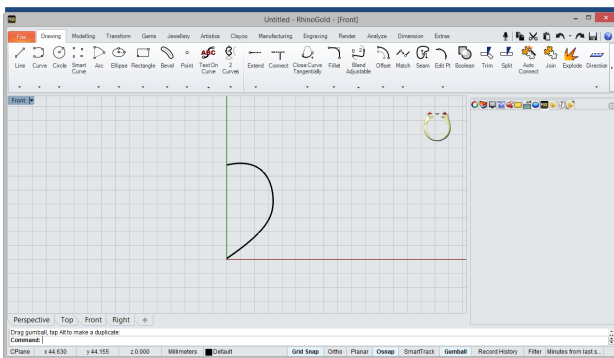 Untitled - RhinoGold - [Front]
File Drawing Modelling Transform Gems Jewellery Artistics Clayoo Manufacturing Engraving Render Analyze Dimension Extras
Line Curve Circle Smart Curve Arc Ellipse Rectangle Bevel Point Text On Curve 2 Curves Extend Connect Close Curve Tangentially Fillet Blend Adjustable Offset Match Seam Edit Pt Boolean Trim Split Auto Connect Join Explode Direction
Front
Perspective Top Front Right
Drag gumball, tap Alt to make a duplicate:
Command:
CPlane x 44.630 y 44.155 z 0.000 Millimeters Default Grid Snap Ortho Planar Osnap SmartTrack Gumball Record History Filter Minutes from last s...